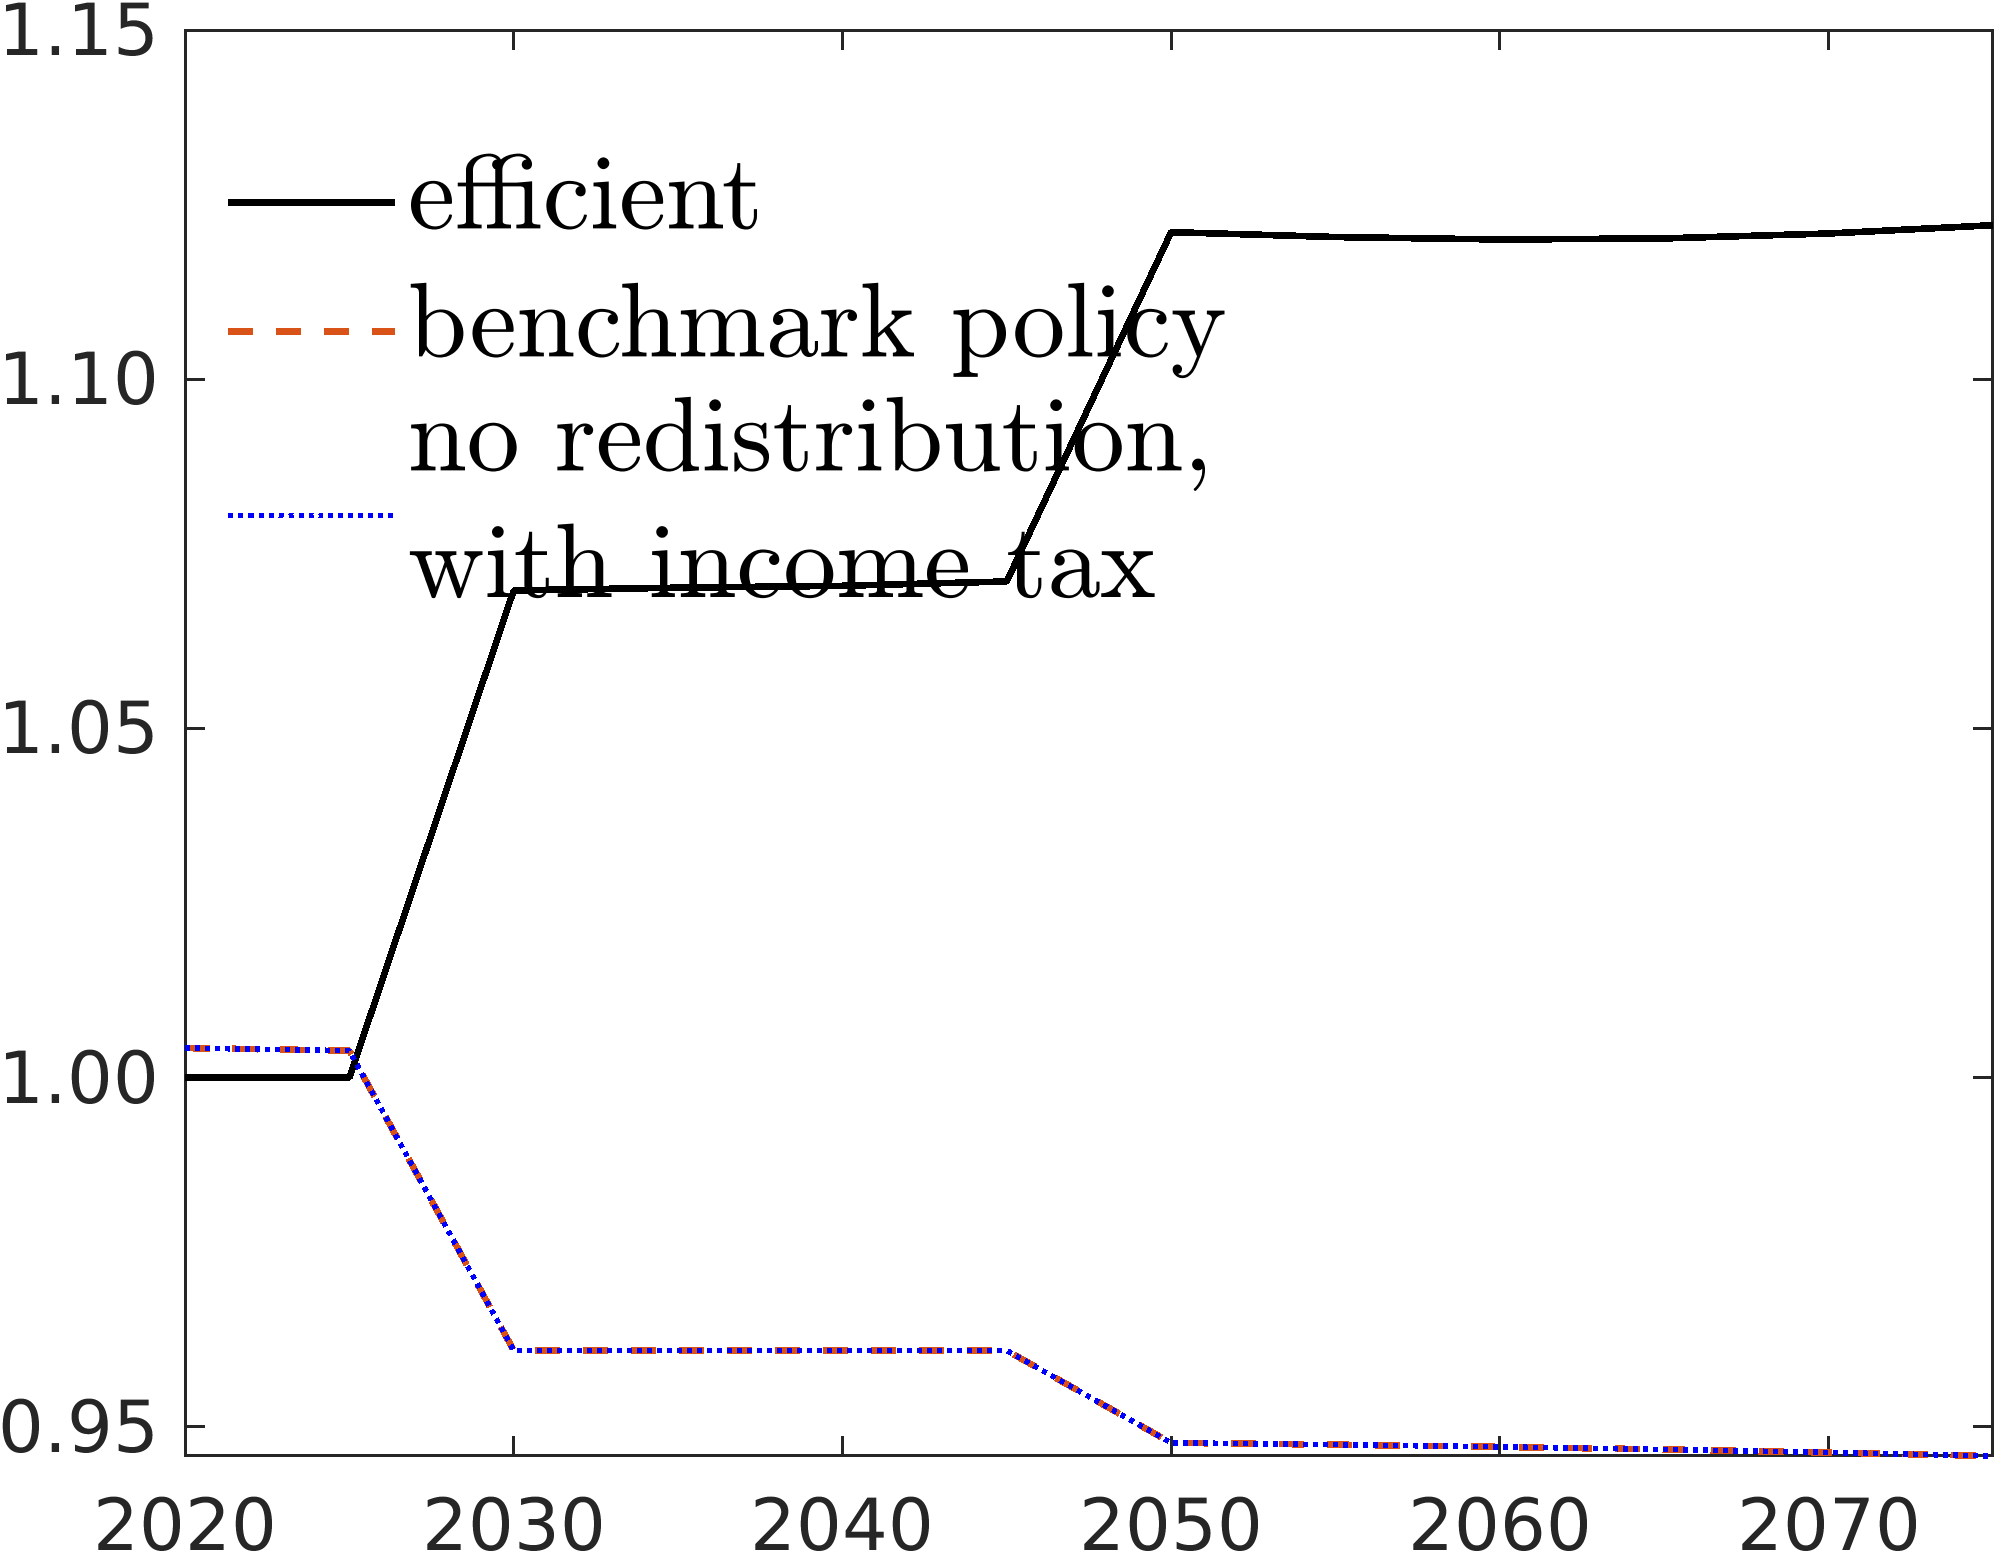 1.15
efficient
benchmark policy
1.10
no redistribution,
with income tax
1.05
1.00
0.95
2020 2030 2040 2050 2060 2070